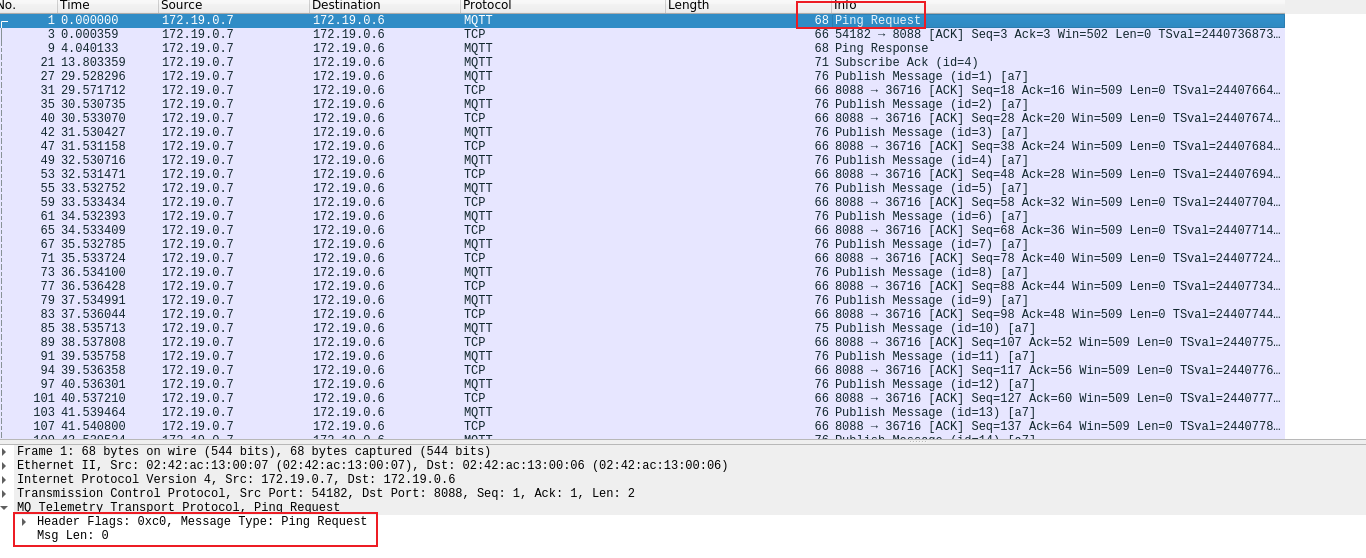 No. Time Source Destination Protocol Length Info
1 0.000000 172.19.0.7 172.19.0.6 MQTT 68 Ping Request
3 0.000359 172.19.0.7 172.19.0.6 TCP 66 54182 → 8088 [ACK] Seq=3 Ack=3 Win=502 Len=0 TSval=2440736873…
9 4.040133 172.19.0.7 172.19.0.6 MQTT 68 Ping Response
21 13.803359 172.19.0.7 172.19.0.6 MQTT 71 Subscribe Ack (id=4)
27 29.528296 172.19.0.7 172.19.0.6 MQTT 76 Publish Message (id=1) [a7]
31 29.571712 172.19.0.7 172.19.0.6 TCP 66 8088 → 36716 [ACK] Seq=18 Ack=16 Win=509 Len=0 TSval=24407664…
35 30.530735 172.19.0.7 172.19.0.6 MQTT 76 Publish Message (id=2) [a7]
40 30.533070 172.19.0.7 172.19.0.6 TCP 66 8088 → 36716 [ACK] Seq=28 Ack=20 Win=509 Len=0 TSval=24407674…
42 31.530427 172.19.0.7 172.19.0.6 MQTT 76 Publish Message (id=3) [a7]
47 31.531158 172.19.0.7 172.19.0.6 TCP 66 8088 → 36716 [ACK] Seq=38 Ack=24 Win=509 Len=0 TSval=24407684…
49 32.530716 172.19.0.7 172.19.0.6 MQTT 76 Publish Message (id=4) [a7]
53 32.531471 172.19.0.7 172.19.0.6 TCP 66 8088 → 36716 [ACK] Seq=48 Ack=28 Win=509 Len=0 TSval=24407694…
55 33.532752 172.19.0.7 172.19.0.6 MQTT 76 Publish Message (id=5) [a7]
59 33.533434 172.19.0.7 172.19.0.6 TCP 66 8088 → 36716 [ACK] Seq=58 Ack=32 Win=509 Len=0 TSval=24407704…
61 34.532393 172.19.0.7 172.19.0.6 MQTT 76 Publish Message (id=6) [a7]
65 34.533409 172.19.0.7 172.19.0.6 TCP 66 8088 → 36716 [ACK] Seq=68 Ack=36 Win=509 Len=0 TSval=24407714…
67 35.532785 172.19.0.7 172.19.0.6 MQTT 76 Publish Message (id=7) [a7]
71 35.533724 172.19.0.7 172.19.0.6 TCP 66 8088 → 36716 [ACK] Seq=78 Ack=40 Win=509 Len=0 TSval=24407724…
73 36.534100 172.19.0.7 172.19.0.6 MQTT 76 Publish Message (id=8) [a7]
77 36.536428 172.19.0.7 172.19.0.6 TCP 66 8088 → 36716 [ACK] Seq=88 Ack=44 Win=509 Len=0 TSval=24407734…
79 37.534991 172.19.0.7 172.19.0.6 MQTT 76 Publish Message (id=9) [a7]
83 37.536044 172.19.0.7 172.19.0.6 TCP 66 8088 → 36716 [ACK] Seq=98 Ack=48 Win=509 Len=0 TSval=24407744…
85 38.535713 172.19.0.7 172.19.0.6 MQTT 75 Publish Message (id=10) [a7]
89 38.537808 172.19.0.7 172.19.0.6 TCP 66 8088 → 36716 [ACK] Seq=107 Ack=52 Win=509 Len=0 TSval=2440775…
91 39.535758 172.19.0.7 172.19.0.6 MQTT 76 Publish Message (id=11) [a7]
94 39.536358 172.19.0.7 172.19.0.6 TCP 66 8088 → 36716 [ACK] Seq=117 Ack=56 Win=509 Len=0 TSval=2440776…
97 40.536301 172.19.0.7 172.19.0.6 MQTT 76 Publish Message (id=12) [a7]
101 40.537210 172.19.0.7 172.19.0.6 TCP 66 8088 → 36716 [ACK] Seq=127 Ack=60 Win=509 Len=0 TSval=2440777…
103 41.539464 172.19.0.7 172.19.0.6 MQTT 76 Publish Message (id=13) [a7]
107 41.540800 172.19.0.7 172.19.0.6 TCP 66 8088 → 36716 [ACK] Seq=137 Ack=64 Win=509 Len=0 TSval=2440778…
Frame 1: 68 bytes on wire (544 bits), 68 bytes captured (544 bits)
Ethernet II, Src: 02:42:ac:13:00:07 (02:42:ac:13:00:07), Dst: 02:42:ac:13:00:06 (02:42:ac:13:00:06)
Internet Protocol Version 4, Src: 172.19.0.7, Dst: 172.19.0.6
Transmission Control Protocol, Src Port: 54182, Dst Port: 8088, Seq: 1, Ack: 1, Len: 2
MQ Telemetry Transport Protocol, Ping Request
Header Flags: 0xc0, Message Type: Ping Request
Msg Len: 0